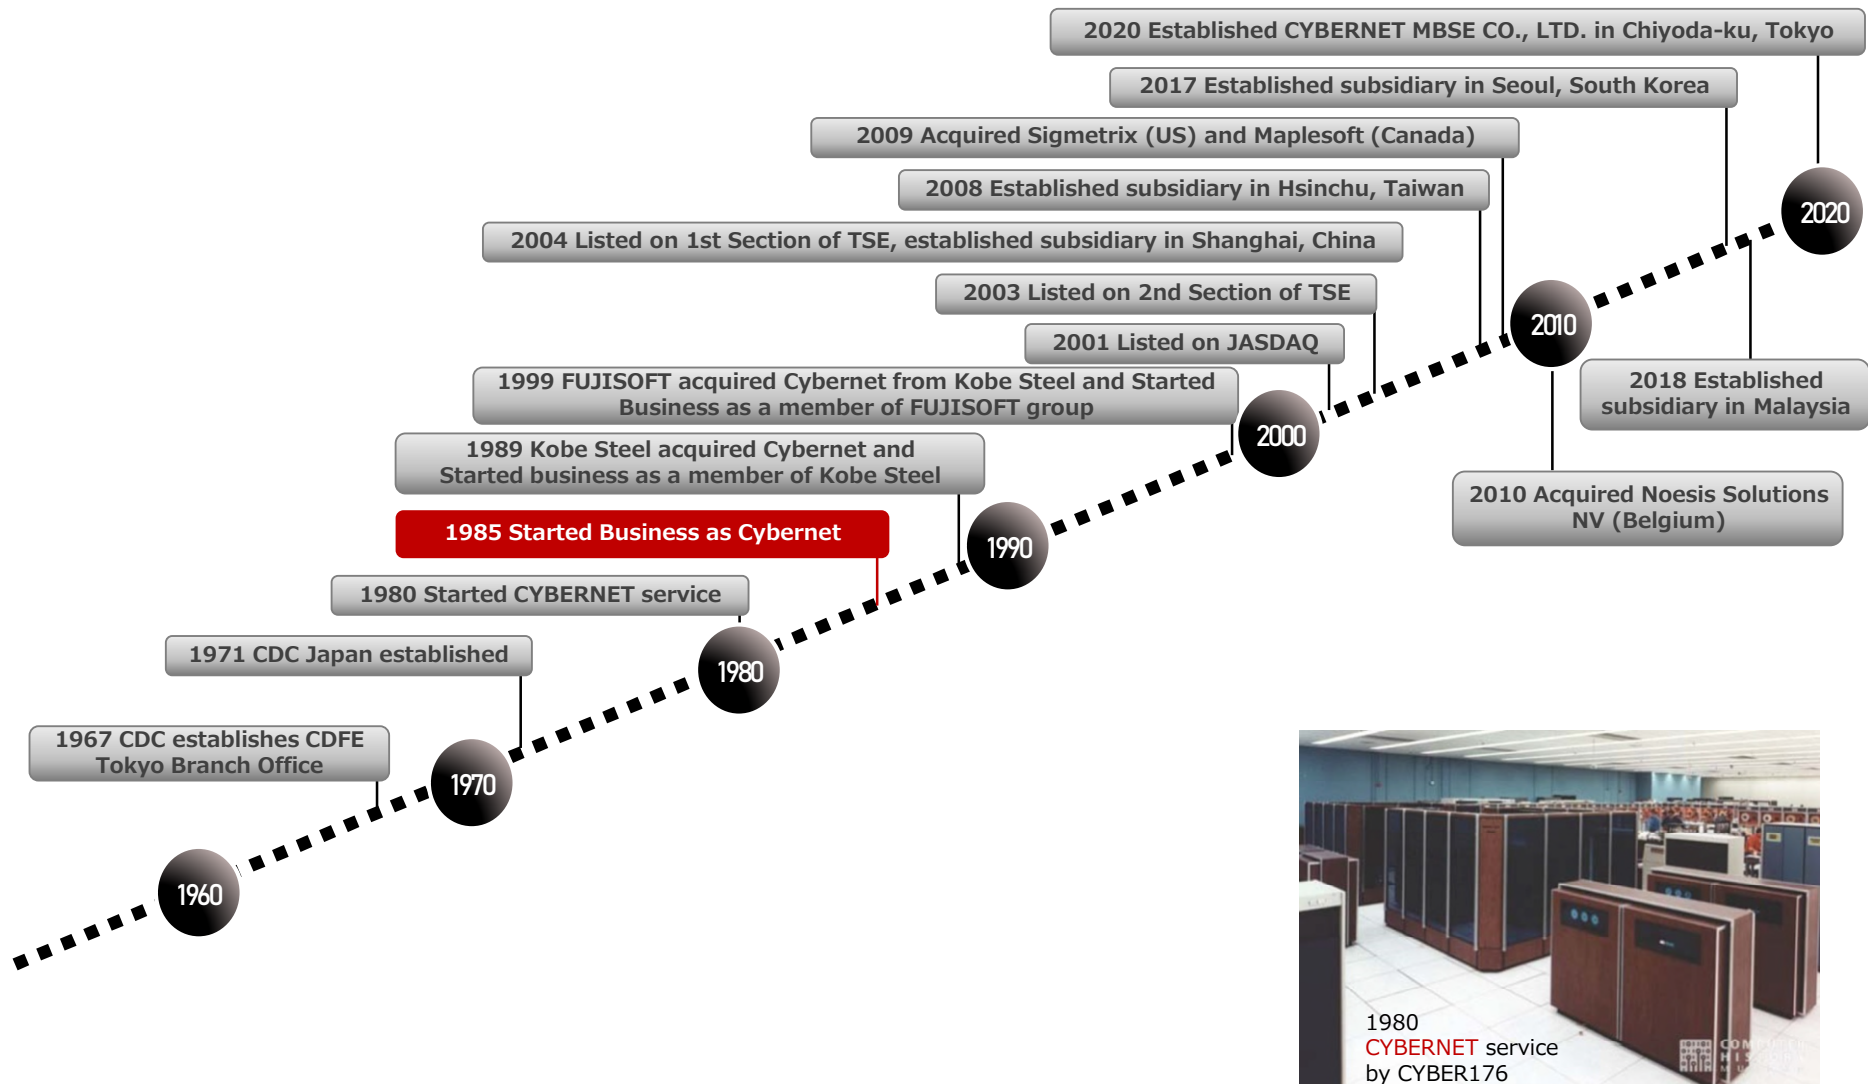 2020 Established CYBERNET MBSE CO., LTD. in Chiyoda-ku, Tokyo
2017 Established subsidiary in Seoul, South Korea
2009 Acquired Sigmetrix (US) and Maplesoft (Canada)
2008 Established subsidiary in Hsinchu, Taiwan
2020
2004 Listed on 1st Section of TSE, established subsidiary in Shanghai, China
2003 Listed on 2nd Section of TSE
2010
2001 Listed on JASDAQ
1999 FUJISOFT acquired Cybernet from Kobe Steel and Started
Business as a member of FUJISOFT group
2018 Established
subsidiary in Malaysia
2000
1989 Kobe Steel acquired Cybernet and
Started business as a member of Kobe Steel
2010 Acquired Noesis Solutions
NV (Belgium)
1985 Started Business as Cybernet
1990
1980 Started CYBERNET service
1971 CDC Japan established
1980
1967 CDC establishes CDFE
Tokyo Branch Office
1970
1960
1980
CYBERNET service
by CYBER176
COMPUTER
HISTORY
MUSEUM